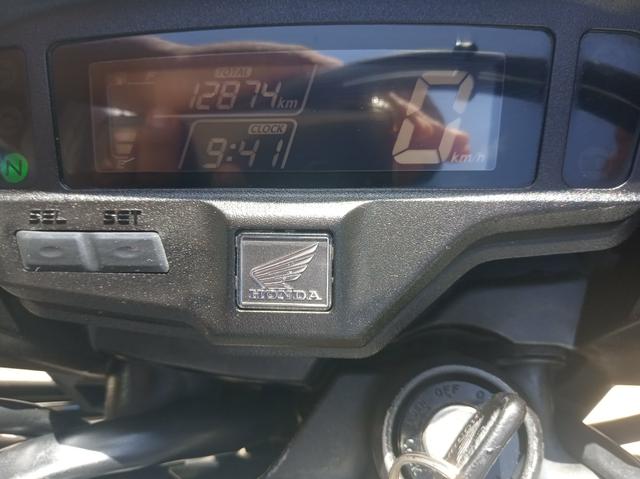 TOTAL
12874 km
CLOCK
9:41
0 km/h
N
SEL SET
HONDA
OFF